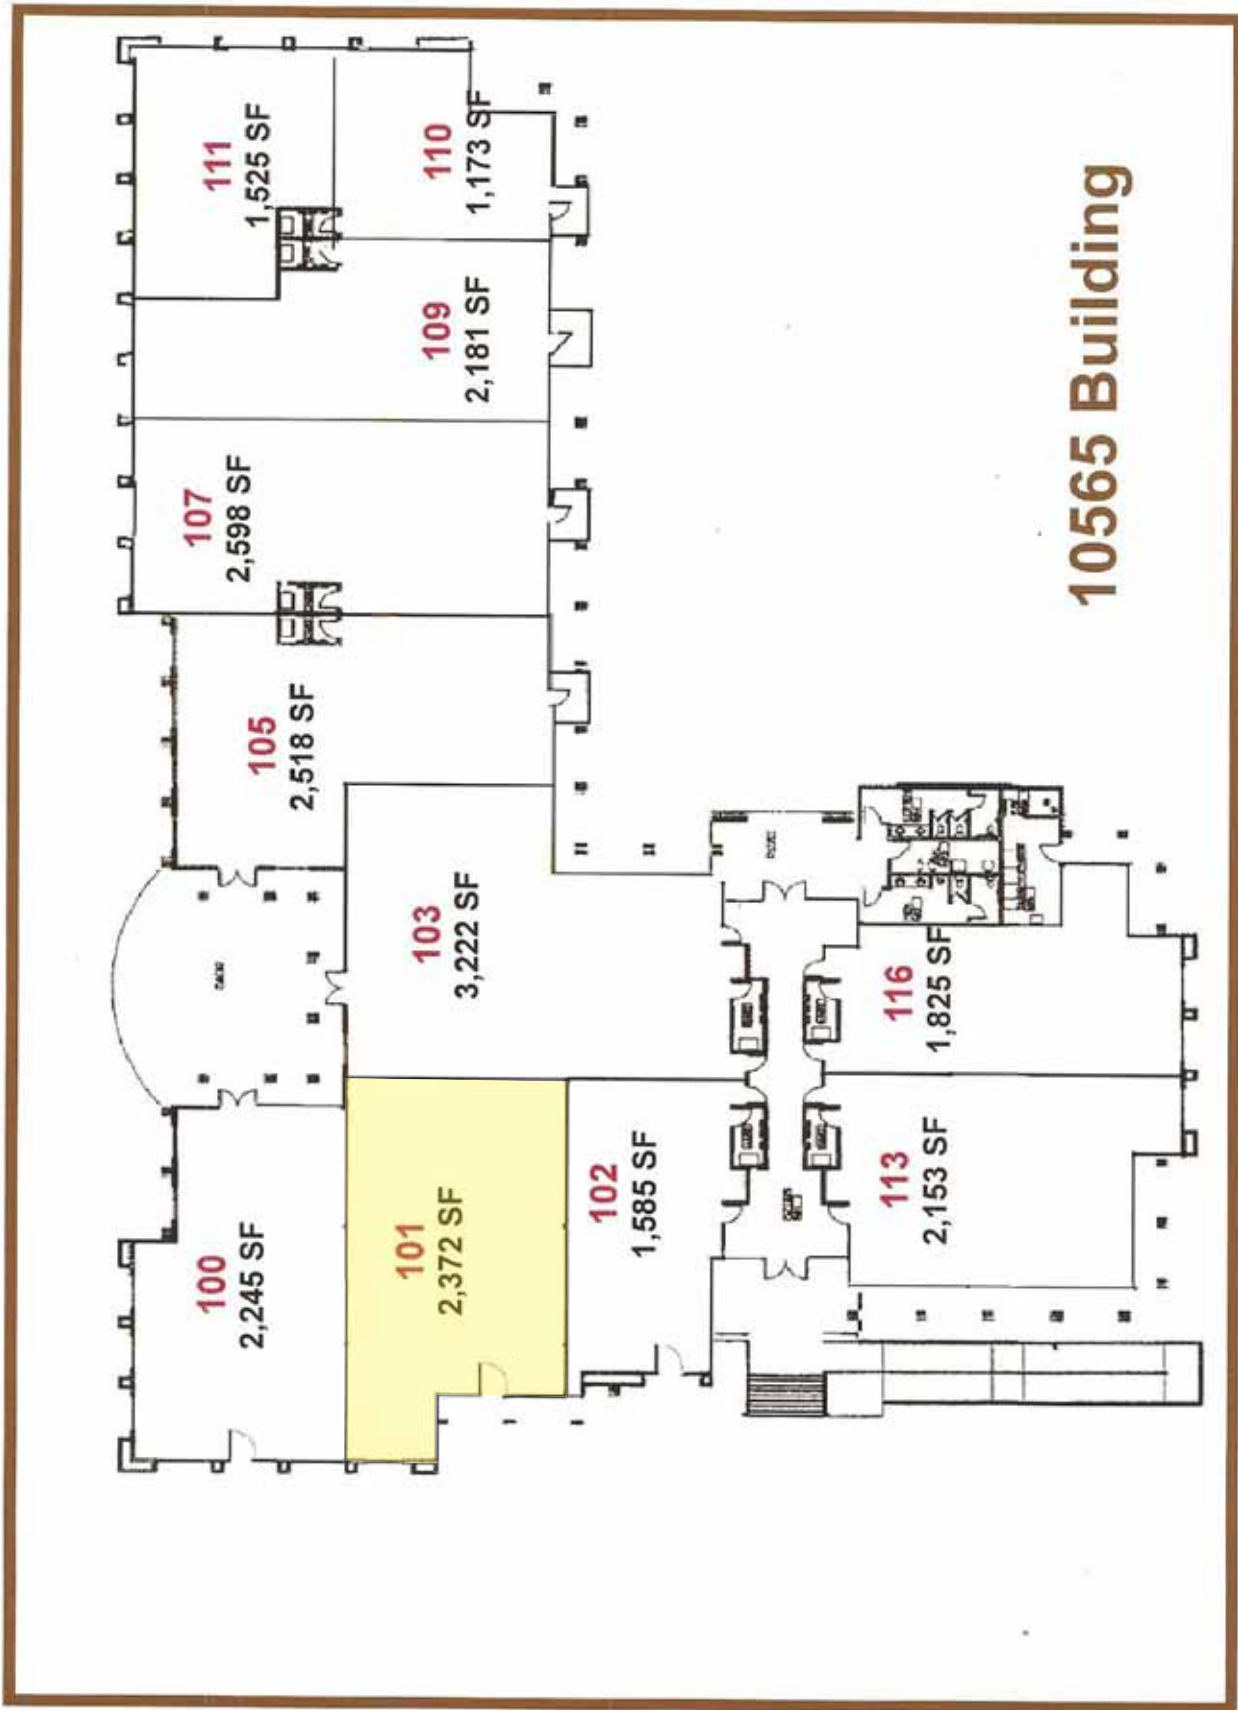 111
1,525 SF
110
1,173 SF
109
2,181 SF
107
2,598 SF
105
2,518 SF
103
3,222 SF
100
2,245 SF
101
2,372 SF
102
1,585 SF
116
1,825 SF
113
2,153 SF
10565 Building